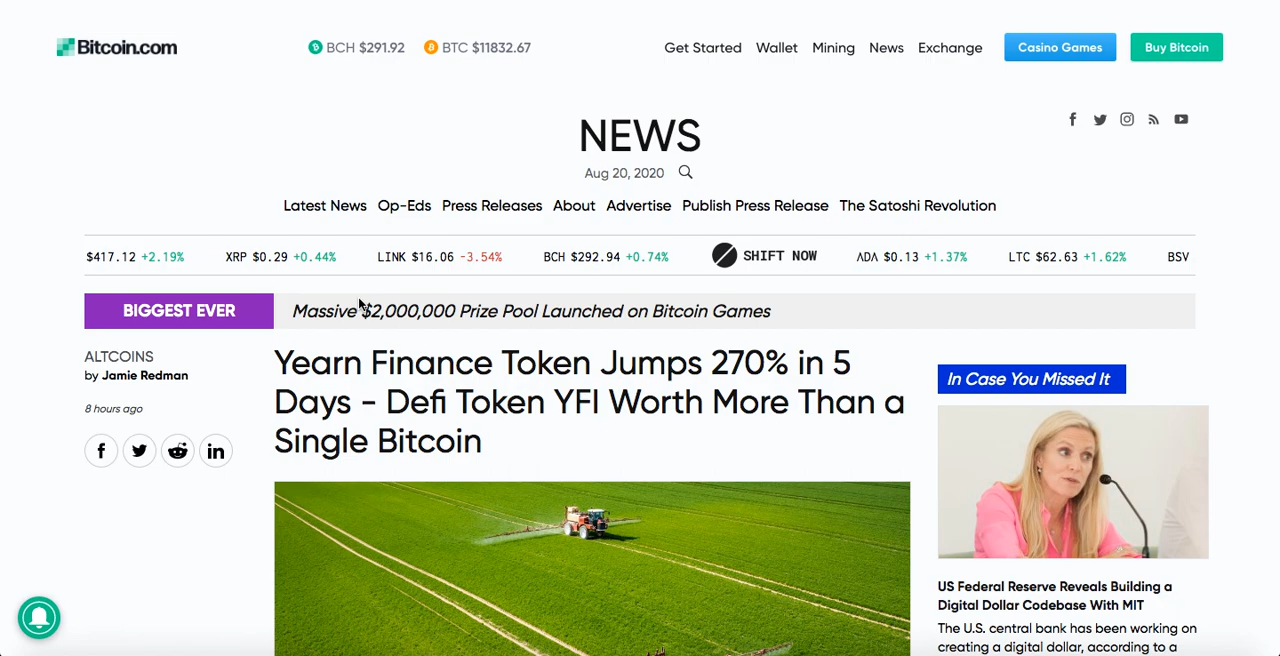 Bitcoin.com
BCH $291.92 BTC $11832.67
Get Started Wallet Mining News Exchange Casino Games Buy Bitcoin
NEWS
Aug 20, 2020
Latest News Op-Eds Press Releases About Advertise Publish Press Release The Satoshi Revolution
$417.12 +2.19% XRP $0.29 +0.44% LINK $16.06 -3.54% BCH $292.94 +0.74% SHIFT NOW ADA $0.13 +1.37% LTC $62.63 +1.62% BSV
BIGGEST EVER Massive $2,000,000 Prize Pool Launched on Bitcoin Games
ALTCOINS
by Jamie Redman
8 hours ago
Yearn Finance Token Jumps 270% in 5
Days - Defi Token YFI Worth More Than a
Single Bitcoin
In Case You Missed It
US Federal Reserve Reveals Building a
Digital Dollar Codebase With MIT
The U.S. central bank has been working on
creating a digital dollar, according to a